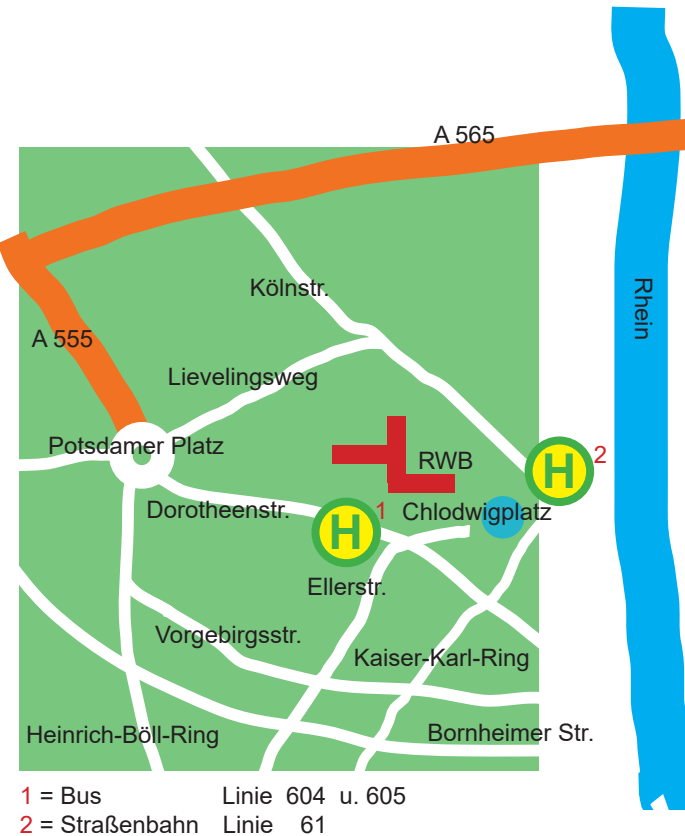 A 565
Kölnstr.
Rhein
A 555
Lievelingsweg
Potsdamer Platz
RWB
H 2
Dorotheenstr.
H 1
Chlodwigplatz
Ellerstr.
Vorgebirgsstr.
Kaiser-Karl-Ring
Heinrich-Böll-Ring
Bornheimer Str.
1 = Bus Linie 604 u. 605
2 = Straßenbahn Linie 61